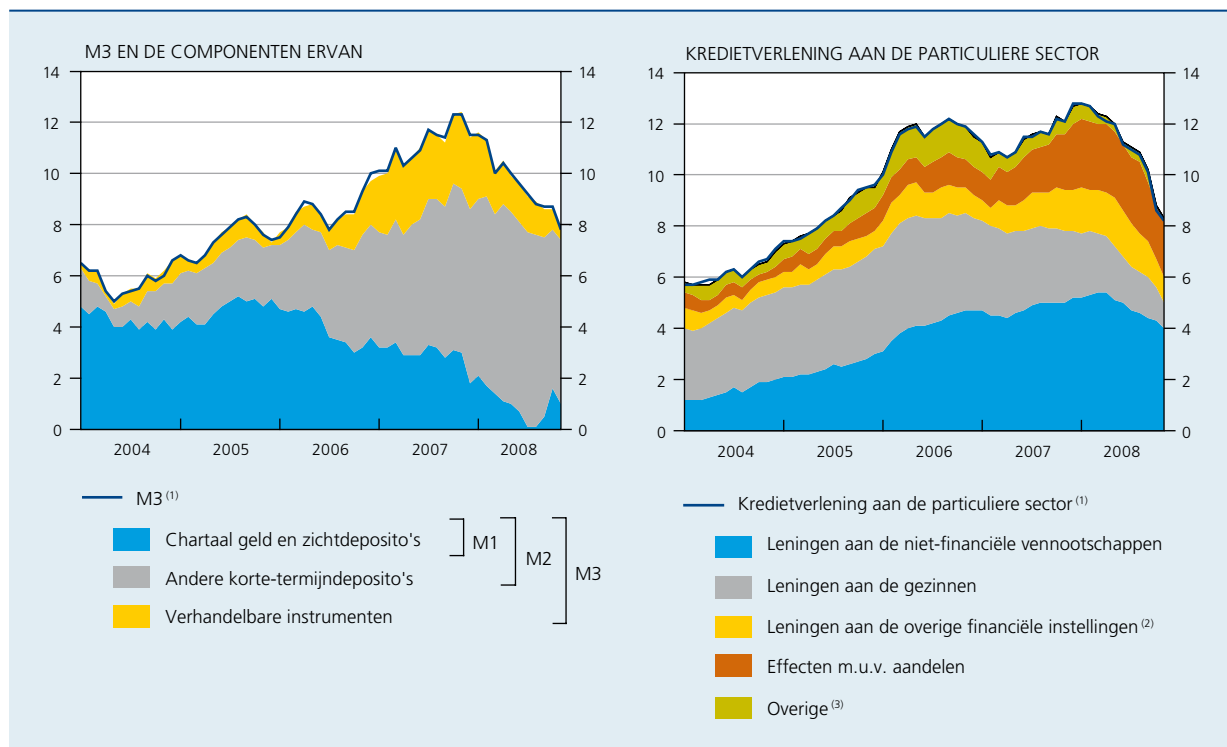 M3 EN DE COMPONENTEN ERVAN
14 14
12 12
10 10
8 8
6 6
4 4
2 2
0 0
2004 2005 2006 2007 2008
M3 (1)
Chartaal geld en zichtdeposito's
Andere korte-termijndeposito's
Verhandelbare instrumenten
M1
M2
M3
KREDIETVERLENING AAN DE PARTICULIERE SECTOR
14 14
12 12
10 10
8 8
6 6
4 4
2 2
0 0
2004 2005 2006 2007 2008
Kredietverlening aan de particuliere sector (1)
Leningen aan de niet-financiële vennootschappen
Leningen aan de gezinnen
Leningen aan de overige financiële instellingen (2)
Effecten m.u.v. aandelen
Overige (3)